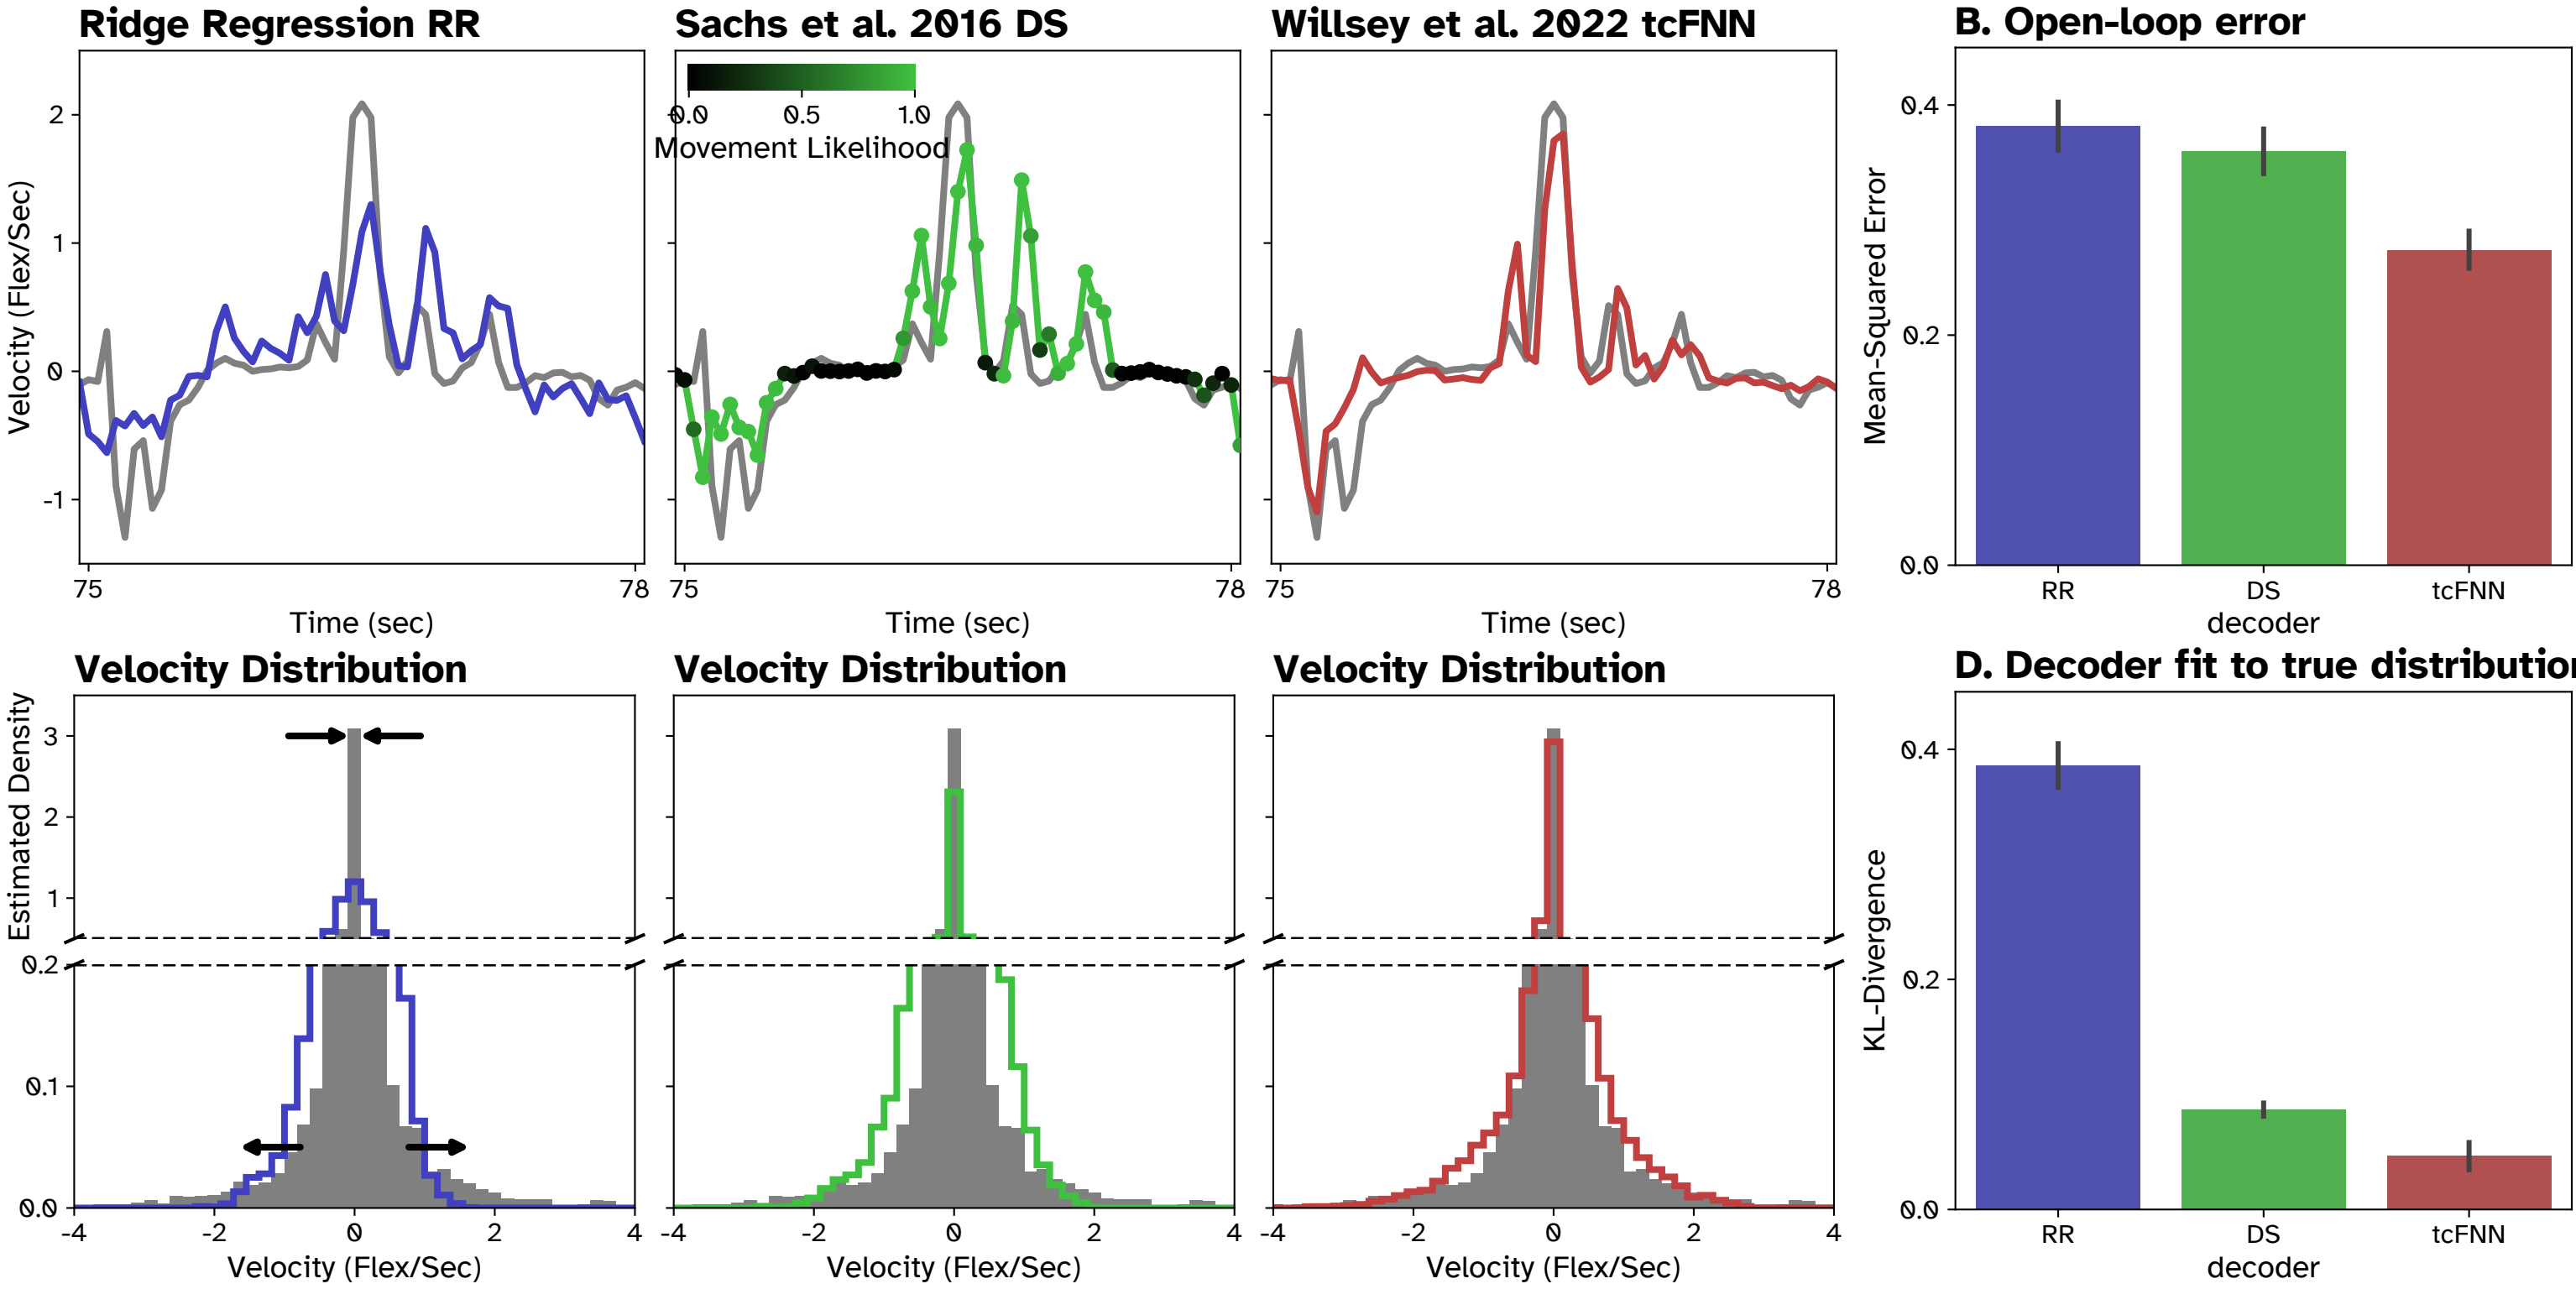 Ridge Regression RR
Sachs et al. 2016 DS
Willsey et al. 2022 tcFNN
B. Open-loop error
Velocity (Flex/Sec)
2
1
0
-1
75
78
Time (sec)
0.0
0.5
1.0
Movement Likelihood
75
78
Time (sec)
75
78
Time (sec)
Mean-Squared Error
0.4
0.2
0.0
RR
DS
tcFNN
decoder
Velocity Distribution
Velocity Distribution
Velocity Distribution
D. Decoder fit to true distribution
Estimated Density
3
2
1
0.2
0.1
0.0
-4
-2
0
2
4
Velocity (Flex/Sec)
-4
-2
0
2
4
Velocity (Flex/Sec)
-4
-2
0
2
4
Velocity (Flex/Sec)
KL-Divergence
0.4
0.2
0.0
RR
DS
tcFNN
decoder